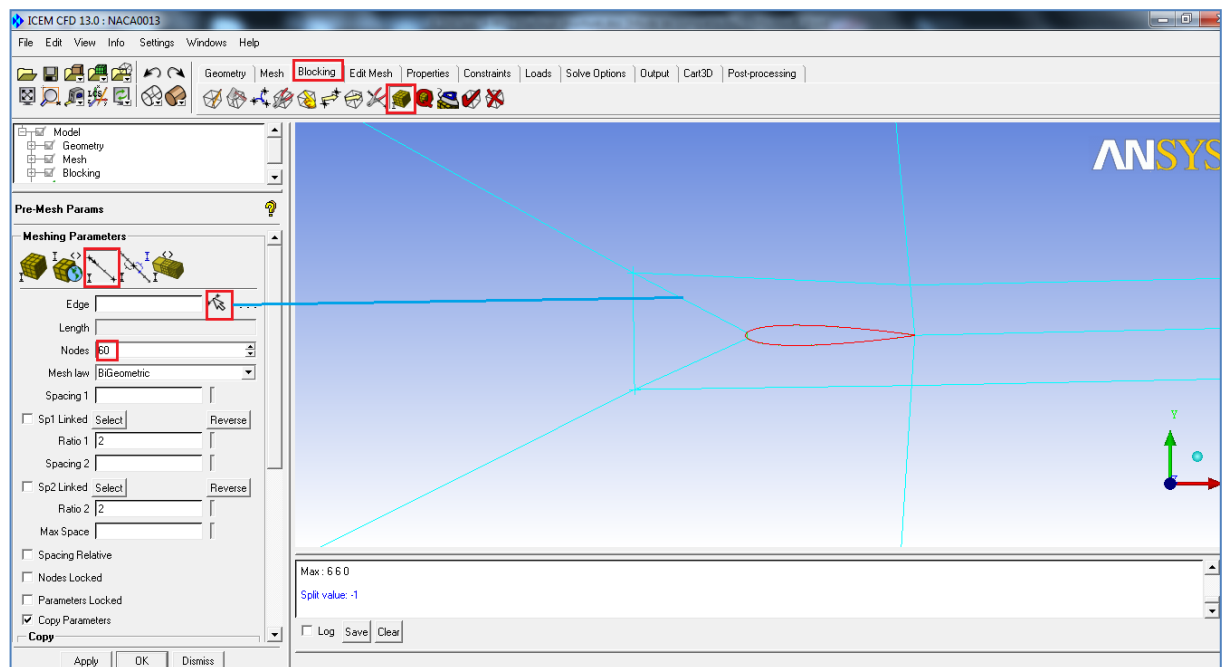 ICEM CFD 13.0 : NACA0013
File Edit View Info Settings Windows Help
Geometry Mesh Blocking Edit Mesh Properties Constraints Loads Solve Options Output Cart3D Post-processing
Model
Geometry
Mesh
Blocking
Pre-Mesh Params
Meshing Parameters
Edge
Length
Nodes 60
Mesh law BiGeometric
Spacing 1
Sp1 Linked Select Reverse
Ratio 1 2
Spacing 2
Sp2 Linked Select Reverse
Ratio 2 2
Max Space
Spacing Relative
Nodes Locked
Parameters Locked
Copy Parameters
Copy
Apply OK Dismiss
ANSYS
Y
Max : 6 6 0
Split value: -1
Log Save Clear